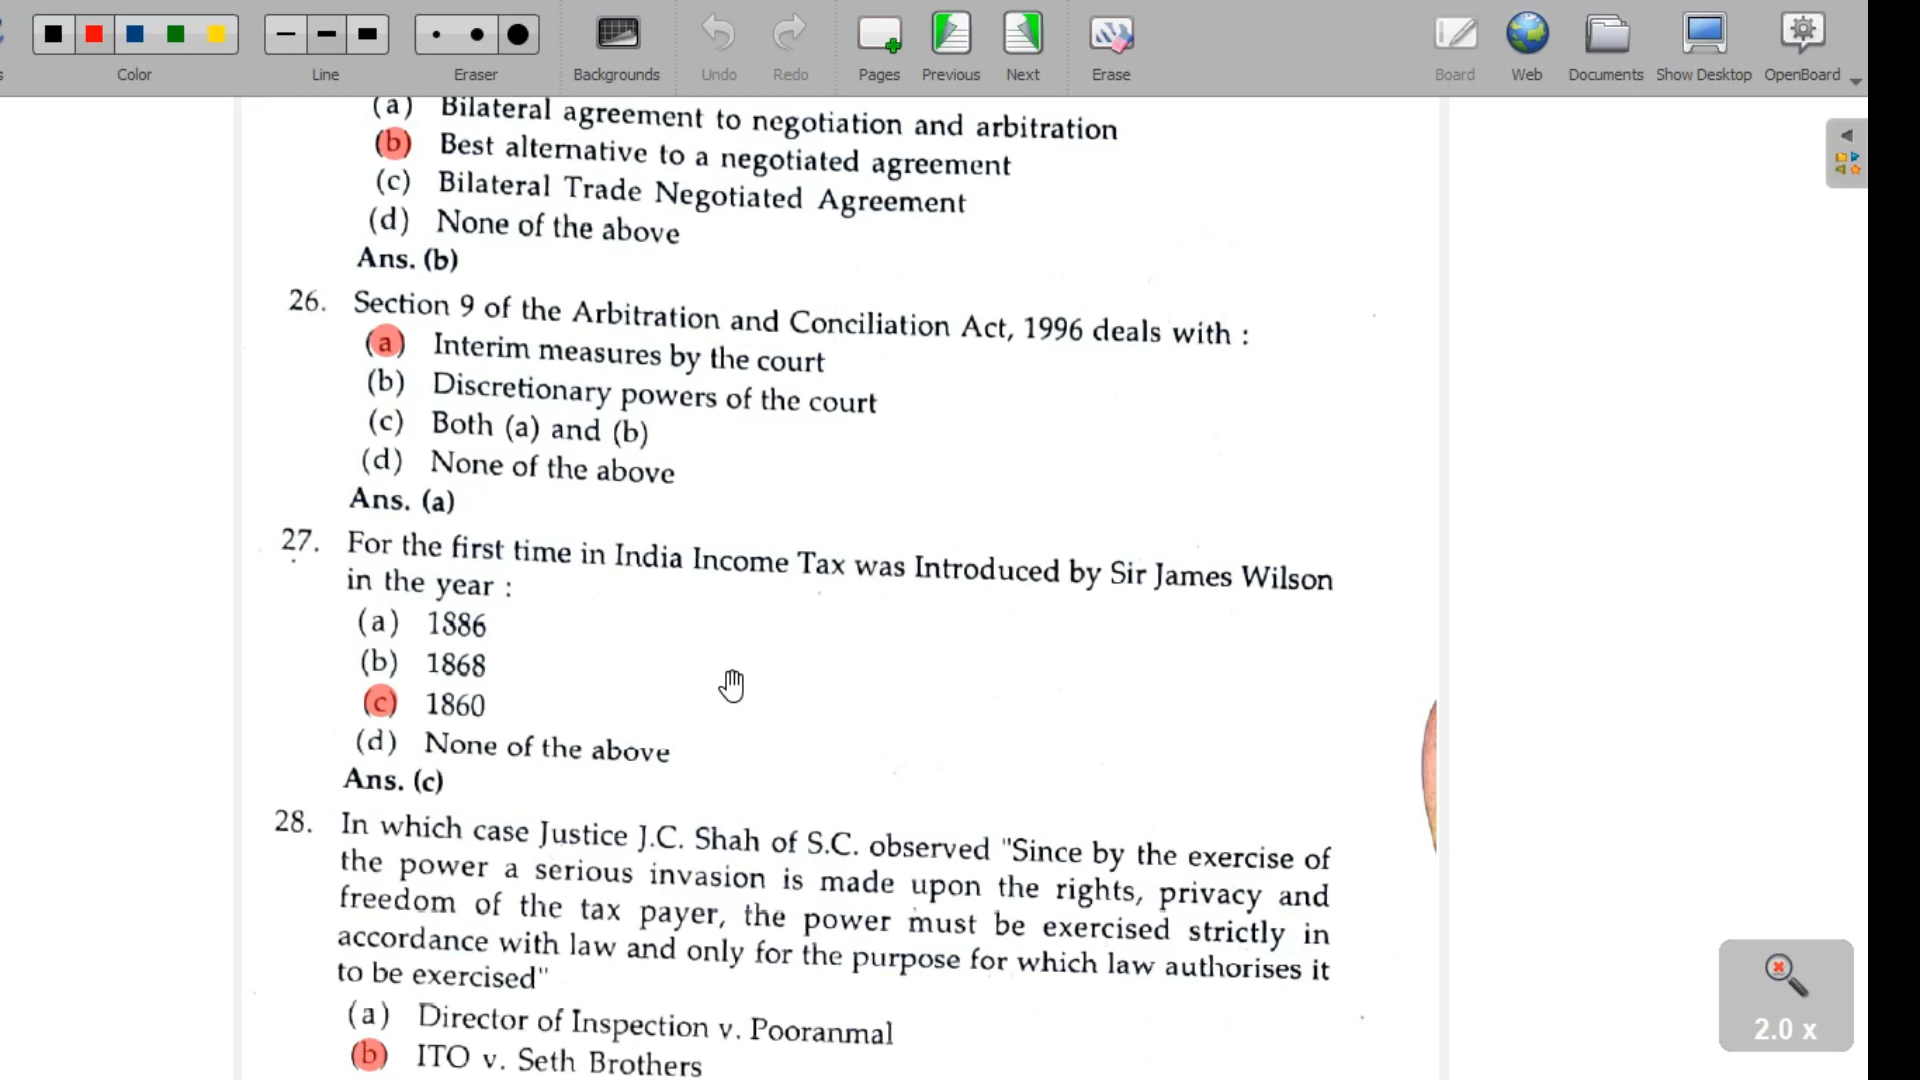 s
Color
Line
Eraser
Backgrounds
Undo
Redo
Pages
Previous
Next
Erase
Board
Web
Documents
Show Desktop
OpenBoard
(a) Bilateral agreement to negotiation and arbitration
(b) Best alternative to a negotiated agreement
(c) Bilateral Trade Negotiated Agreement
(d) None of the above
Ans. (b)
26. Section 9 of the Arbitration and Conciliation Act, 1996 deals with :
(a) Interim measures by the court
(b) Discretionary powers of the court
(c) Both (a) and (b)
(d) None of the above
Ans. (a)
27. For the first time in India Income Tax was Introduced by Sir James Wilson
in the year :
(a) 1886
(b) 1868
(c) 1860
(d) None of the above
Ans. (c)
28. In which case Justice J.C. Shah of S.C. observed "Since by the exercise of
the power a serious invasion is made upon the rights, privacy and
freedom of the tax payer, the power must be exercised strictly in
accordance with law and only for the purpose for which law authorises it
to be exercised"
(a) Director of Inspection v. Pooranmal
(b) ITO v. Seth Brothers
2.0 x